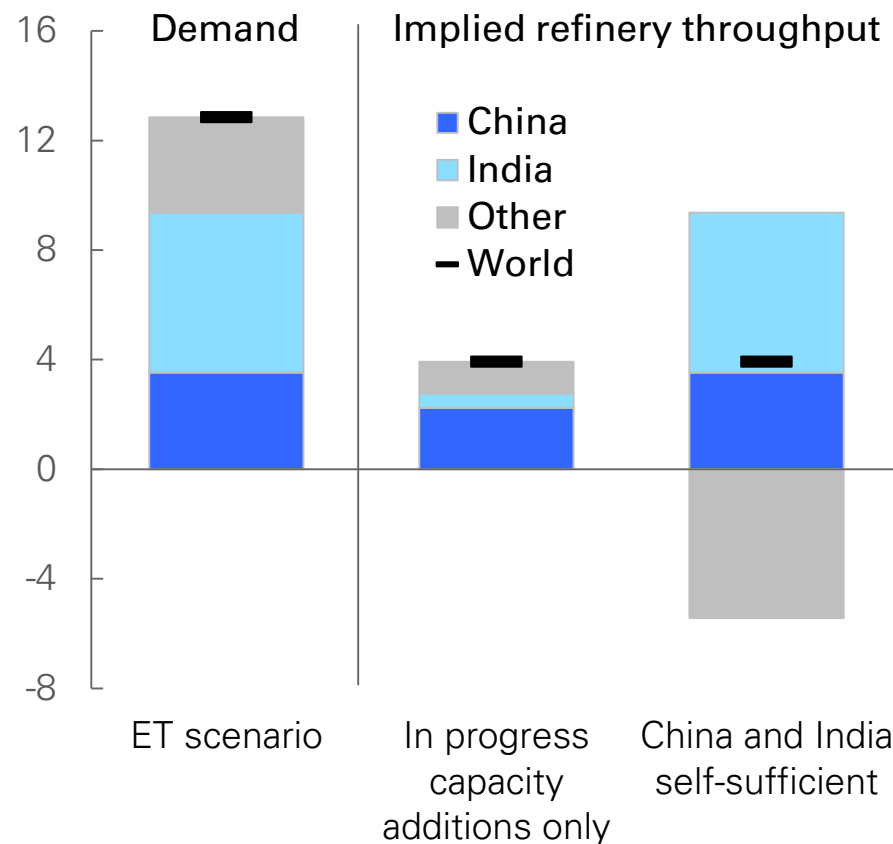 Demand
Implied refinery throughput
16
12
8
4
0
-4
-8
China
India
Other
World
ET scenario
In progress
capacity
additions only
China and India
self-sufficient